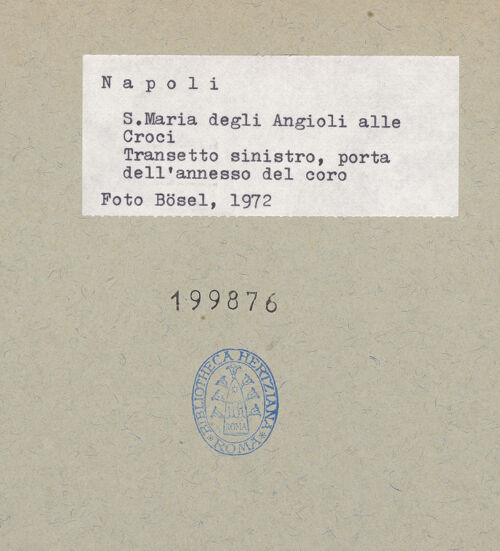 N a p o l i
S.Maria degli Angioli alle
Croci
Transetto sinistro, porta
dell'annesso del coro
Foto Bösel, 1972
199876
BIBLIOTHECA HERTZIANA
ROMA
ROMA